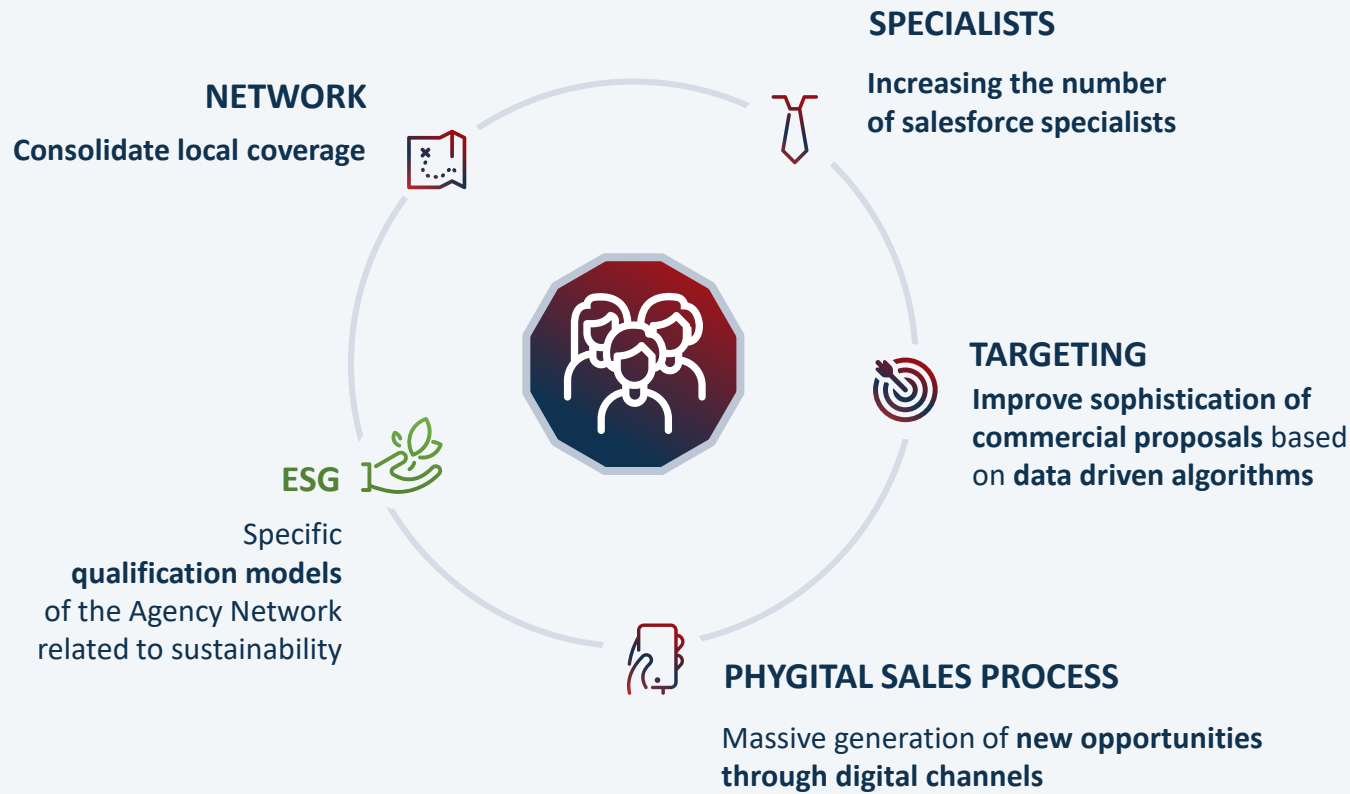 SPECIALISTS
Increasing the number
of salesforce specialists
NETWORK
Consolidate local coverage
TARGETING
Improve sophistication of
commercial proposals based
on data driven algorithms
ESG
Specific
qualification models
of the Agency Network
related to sustainability
PHYGITAL SALES PROCESS
Massive generation of new opportunities
through digital channels